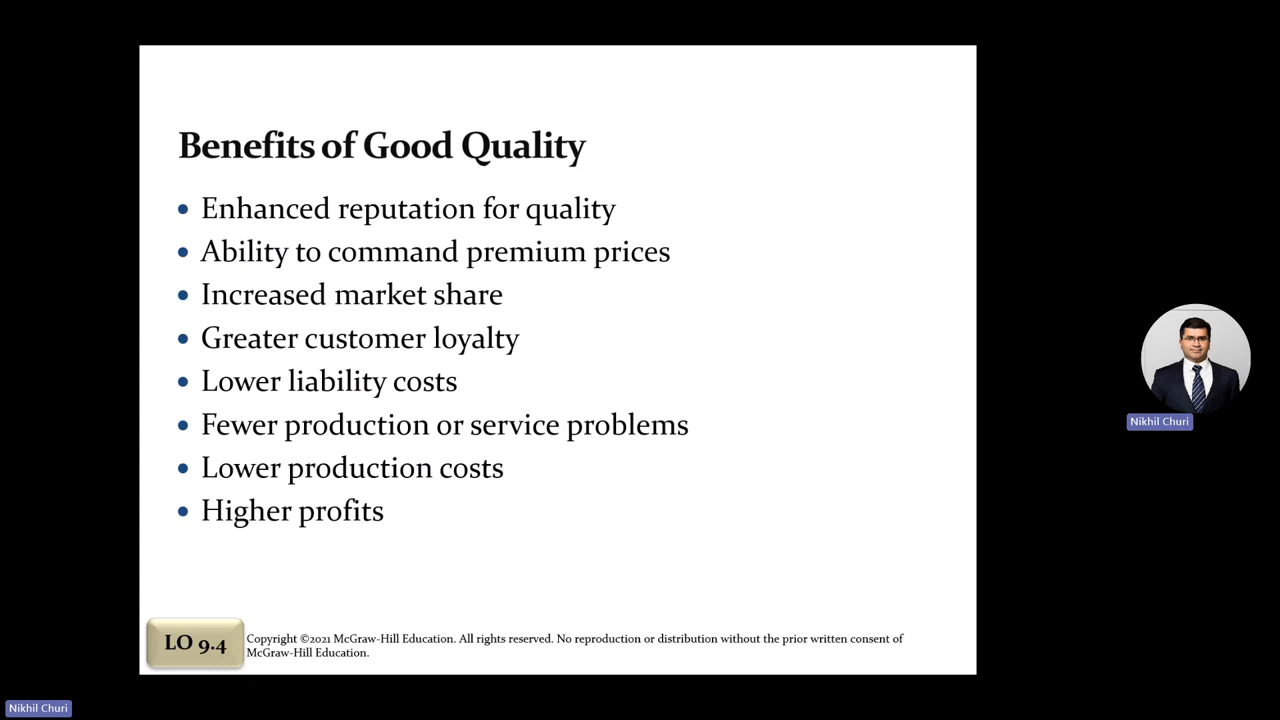 Benefits of Good Quality
• Enhanced reputation for quality
• Ability to command premium prices
• Increased market share
• Greater customer loyalty
• Lower liability costs
• Fewer production or service problems
• Lower production costs
• Higher profits
LO 9.4
Copyright ©2021 McGraw-Hill Education. All rights reserved. No reproduction or distribution without the prior written consent of
McGraw-Hill Education.
Nikhil Churi
Nikhil Churi